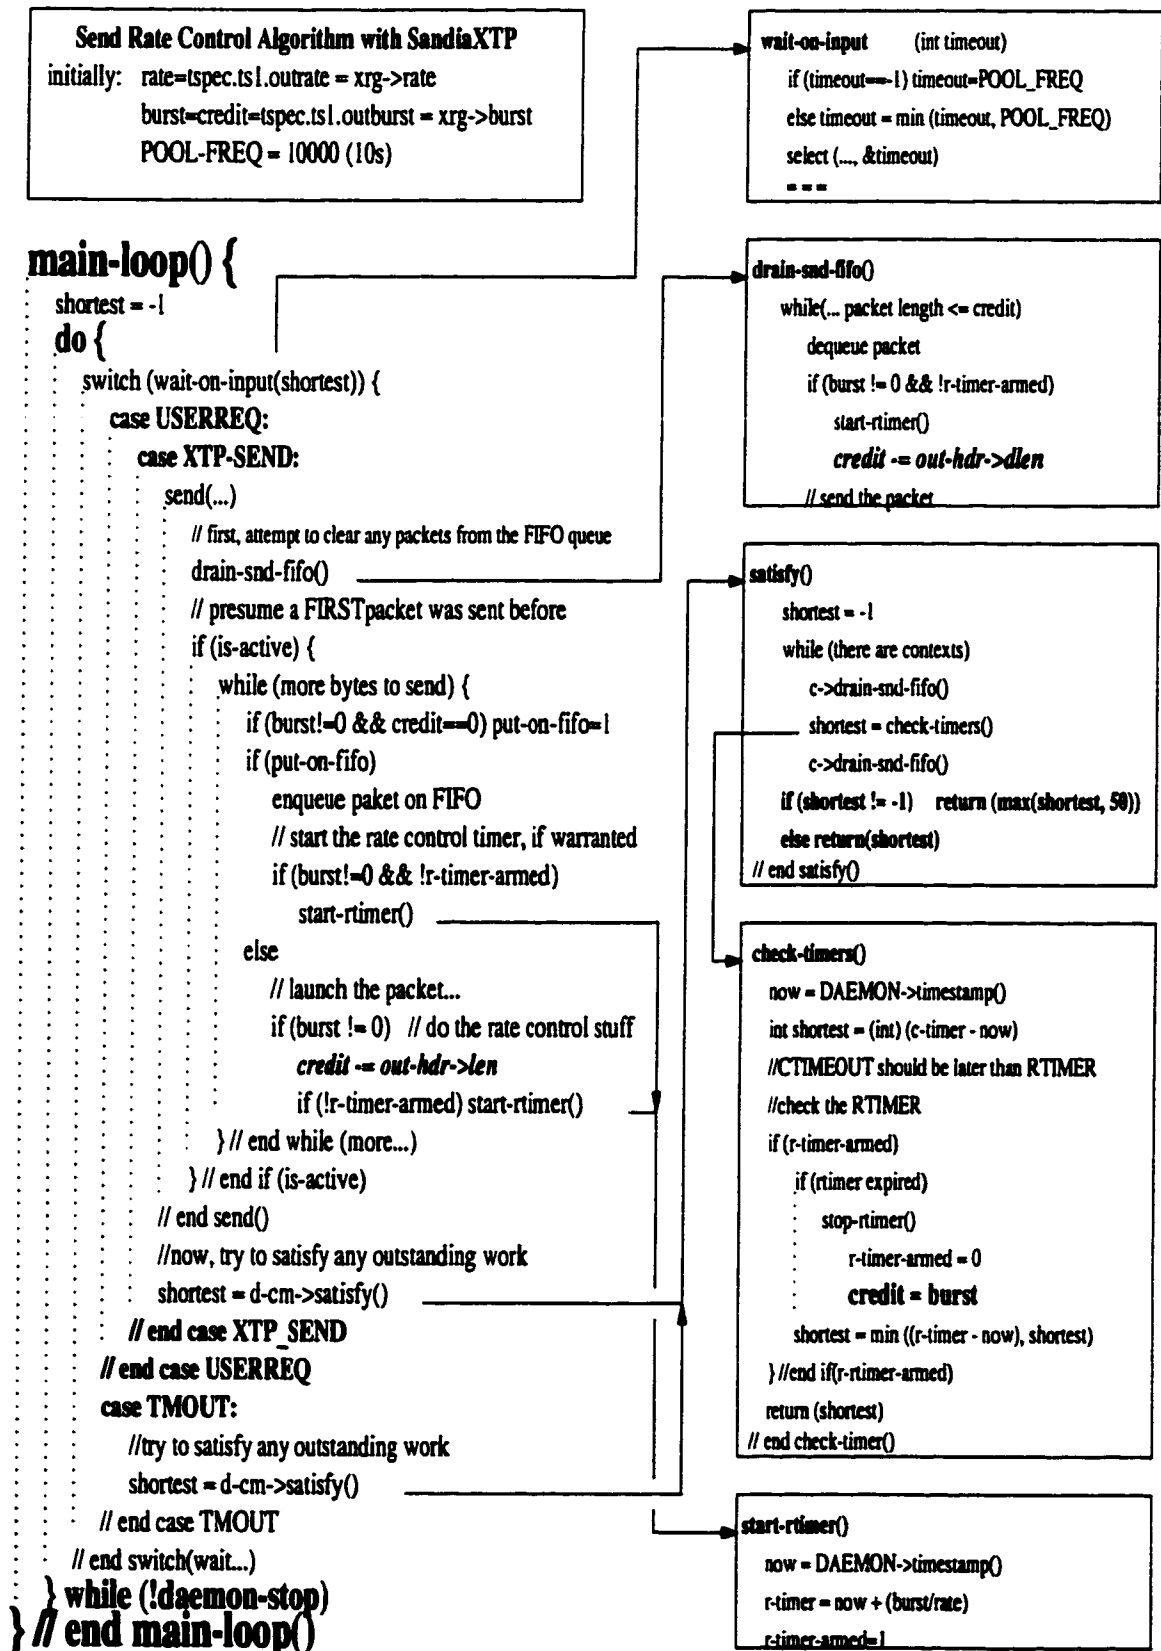 Send Rate Control Algorithm with SandiaXTP
initially: rate=tspec.ts1.outrate = xrg->rate
burst=credit=tspec.ts1.outburst = xrg->burst
POOL-FREQ = 10000 (10s)
main-loop() {
shortest = -1
do {
switch (wait-on-input(shortest)) {
case USERREQ:
case XTP-SEND:
send(...)
// first, attempt to clear any packets from the FIFO queue
drain-snd-fifo()
// presume a FIRSTpacket was sent before
if (is-active) {
while (more bytes to send) {
if (burst!=0 && credit==0) put-on-fifo=1
if (put-on-fifo)
enqueue paket on FIFO
// start the rate control timer, if warranted
if (burst!=0 && !r-timer-armed)
start-rtimer()
else
// launch the packet...
if (burst != 0) // do the rate control stuff
credit -= out-hdr->len
if (!r-timer-armed) start-rtimer()
} // end while (more...)
} // end if (is-active)
// end send()
//now, try to satisfy any outstanding work
shortest = d-cm->satisfy()
// end case XTP_SEND
// end case USERREQ
case TMOUT:
//try to satisfy any outstanding work
shortest = d-cm->satisfy()
// end case TMOUT
// end switch(wait...)
} while (!daemon-stop)
} // end main-loop()
wait-on-input (int timeout)
if (timeout==-1) timeout=POOL_FREQ
else timeout = min (timeout, POOL_FREQ)
select (..., &timeout)
= = =
drain-snd-fifo()
while(... packet length <= credit)
dequeue packet
if (burst != 0 && !r-timer-armed)
start-rtimer()
credit -= out-hdr->dlen
// send the packet
satisfy()
shortest = -1
while (there are contexts)
c->drain-snd-fifo()
shortest = check-timers()
c->drain-snd-fifo()
if (shortest != -1) return (max(shortest, 50))
else return(shortest)
// end satisfy()
check-timers()
now = DAEMON->timestamp()
int shortest = (int) (c-timer - now)
//CTIMEOUT should be later than RTIMER
//check the RTIMER
if (r-timer-armed)
if (rtimer expired)
stop-rtimer()
r-timer-armed = 0
credit = burst
shortest = min ((r-timer - now), shortest)
} //end if(r-rtimer-armed)
return (shortest)
// end check-timer()
start-rtimer()
now = DAEMON->timestamp()
r-timer = now + (burst/rate)
r-timer-armed=1